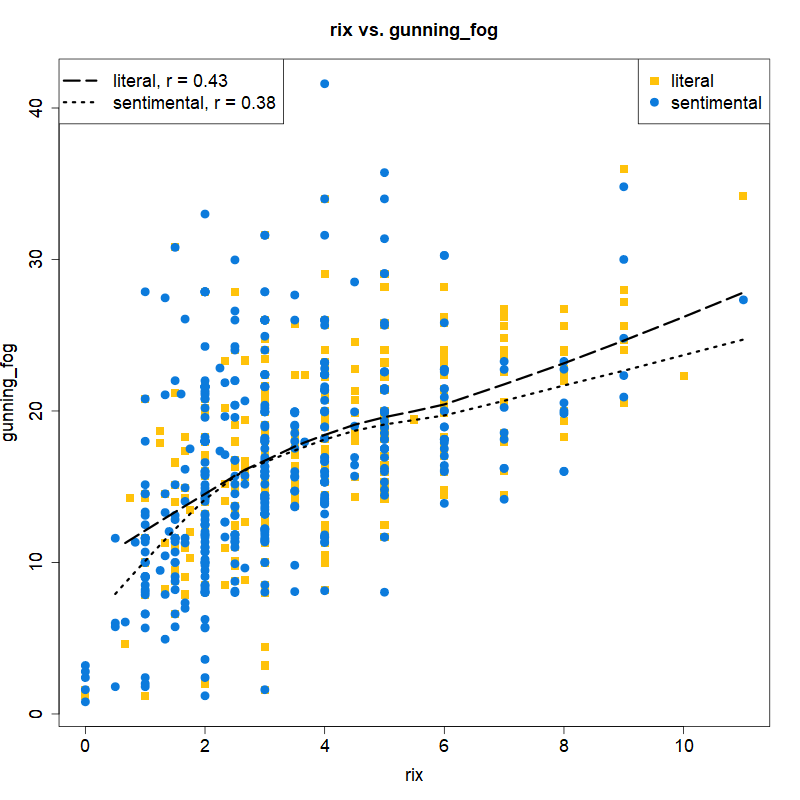 rix vs. gunning_fog
literal, r = 0.43
sentimental, r = 0.38
literal
sentimental
gunning_fog
40
30
20
10
0
0 2 4 6 8 10
rix